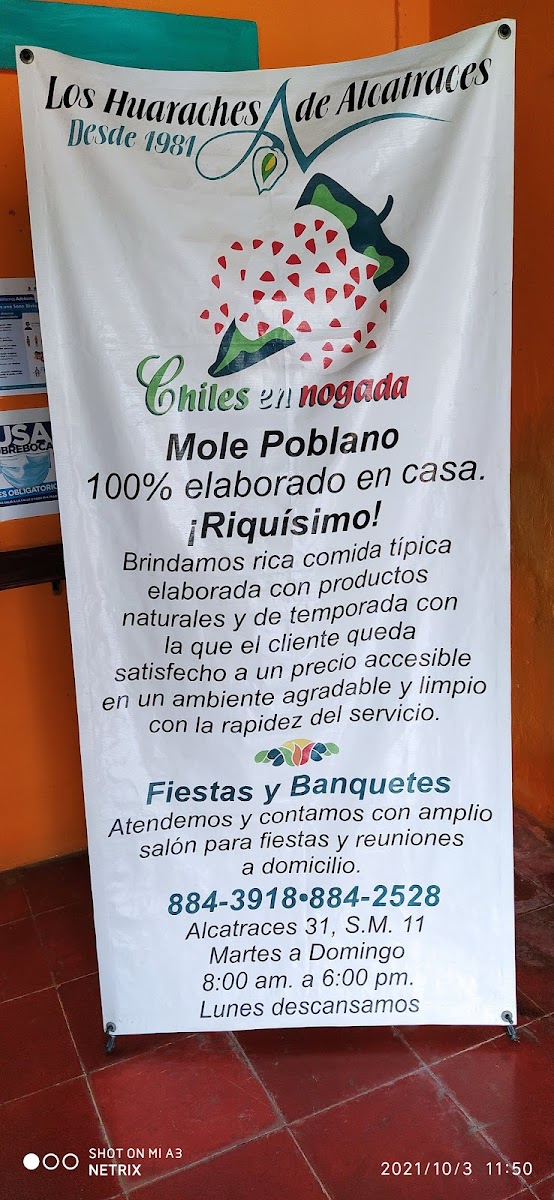 Los Huaraches de Alcatraces
Desde 1981
Chiles en nogada
Mole Poblano
100% elaborado en casa.
¡Riquísimo!
Brindamos rica comida típica
elaborada con productos
naturales y de temporada con
la que el cliente queda
satisfecho a un precio accesible
en un ambiente agradable y limpio
con la rapidez del servicio.
Fiestas y Banquetes
Atendemos y contamos con amplio
salón para fiestas y reuniones
a domicilio.
884-3918•884-2528
Alcatraces 31, S.M. 11
Martes a Domingo
8:00 am. a 6:00 pm.
Lunes descansamos
USA
OBREBOCA
ES OBLIGATORIO
SHOT ON MI A3
NETRIX
2021/10/3 11:50